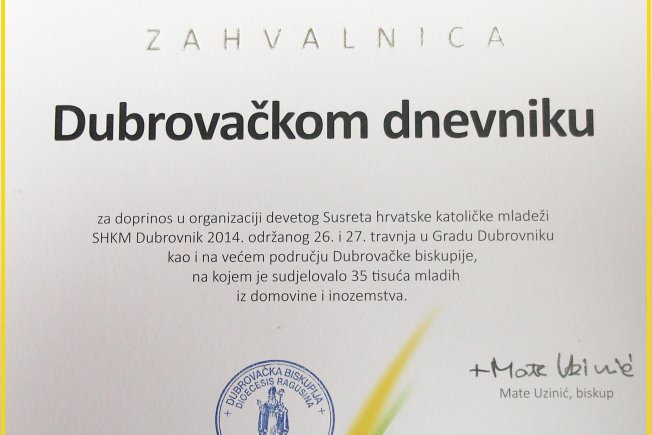 ZAHVALNICA
Dubrovačkom dnevniku
za doprinos u organizaciji devetog Susreta hrvatske katoličke mladeži
SHKM Dubrovnik 2014. održanog 26. i 27. travnja u Gradu Dubrovniku
kao i na većem području Dubrovačke biskupije,
na kojem je sudjelovalo 35 tisuća mladih
iz domovine i inozemstva.
+Mate Uzinić
Mate Uzinić, biskup
DUBROVAČKA BISKUPIJA
DIOECESIS RAGUSINA